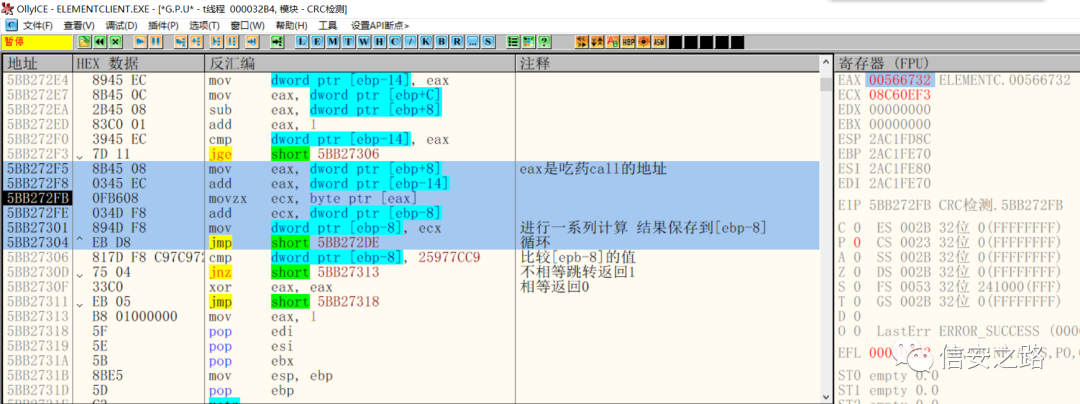 OllyICE - ELEMENTCLIENT.EXE - [*G.P.U* - t线程 000032B4, 模块 - CRC检测]
文件(F) 查看(V) 调试(D) 插件(P) 选项(T) 窗口(W) 帮助(H) 工具 设置API断点»
暂停 L E M T W H C / K B R ... S
地址 HEX 数据 反汇编 注释 寄存器 (FPU)
5BB272E4 8945 EC mov dword ptr [ebp-14], eax EAX 00566732 ELEMENTC.00566732
5BB272E7 8B45 0C mov eax, dword ptr [ebp+C] ECX 08C60EF3
5BB272EA 2B45 08 sub eax, dword ptr [ebp+8] EDX 00000000
5BB272ED 83C0 01 add eax, 1 EBX 00000000
5BB272F0 3945 EC cmp dword ptr [ebp-14], eax ESP 2AC1FD8C
5BB272F3 7D 11 jge short 5BB27306 EBP 2AC1FE70
5BB272F5 8B45 08 mov eax, dword ptr [ebp+8] eax是吃药call的地址 ESI 2AC1FE80
5BB272F8 0345 EC add eax, dword ptr [ebp-14] EDI 2AC1FE70
5BB272FB 0FB608 movzx ecx, byte ptr [eax] EIP 5BB272FB CRC检测.5BB272FB
5BB272FE 034D F8 add ecx, dword ptr [ebp-8] C 0 ES 002B 32位 0(FFFFFFFF)
5BB27301 894D F8 mov dword ptr [ebp-8], ecx 进行一系列计算 结果保存到[ebp-8] P 0 CS 0023 32位 0(FFFFFFFF)
5BB27304 ^ EB D8 jmp short 5BB272DE 循环 A 0 SS 002B 32位 0(FFFFFFFF)
5BB27306 817D F8 C97C972 cmp dword ptr [ebp-8], 25977CC9 比较[epb-8]的值 Z 0 DS 002B 32位 0(FFFFFFFF)
5BB2730D 75 04 jnz short 5BB27313 不相等跳转返回1 S 0 FS 0053 32位 241000(FFF)
5BB2730F 33C0 xor eax, eax 相等返回0 T 0 GS 002B 32位 0(FFFFFFFF)
5BB27311 EB 05 jmp short 5BB27318 D 0
5BB27313 B8 01000000 mov eax, 1 O 0 LastErr ERROR_SUCCESS (000
5BB27318 5F pop edi
5BB27319 5E pop esi EFL
5BB2731A 5B pop ebx
5BB2731B 8BE5 mov esp, ebp ST0 empty 0.0
5BB2731D 5D pop ebp ST1 empty 0.0
信安之路